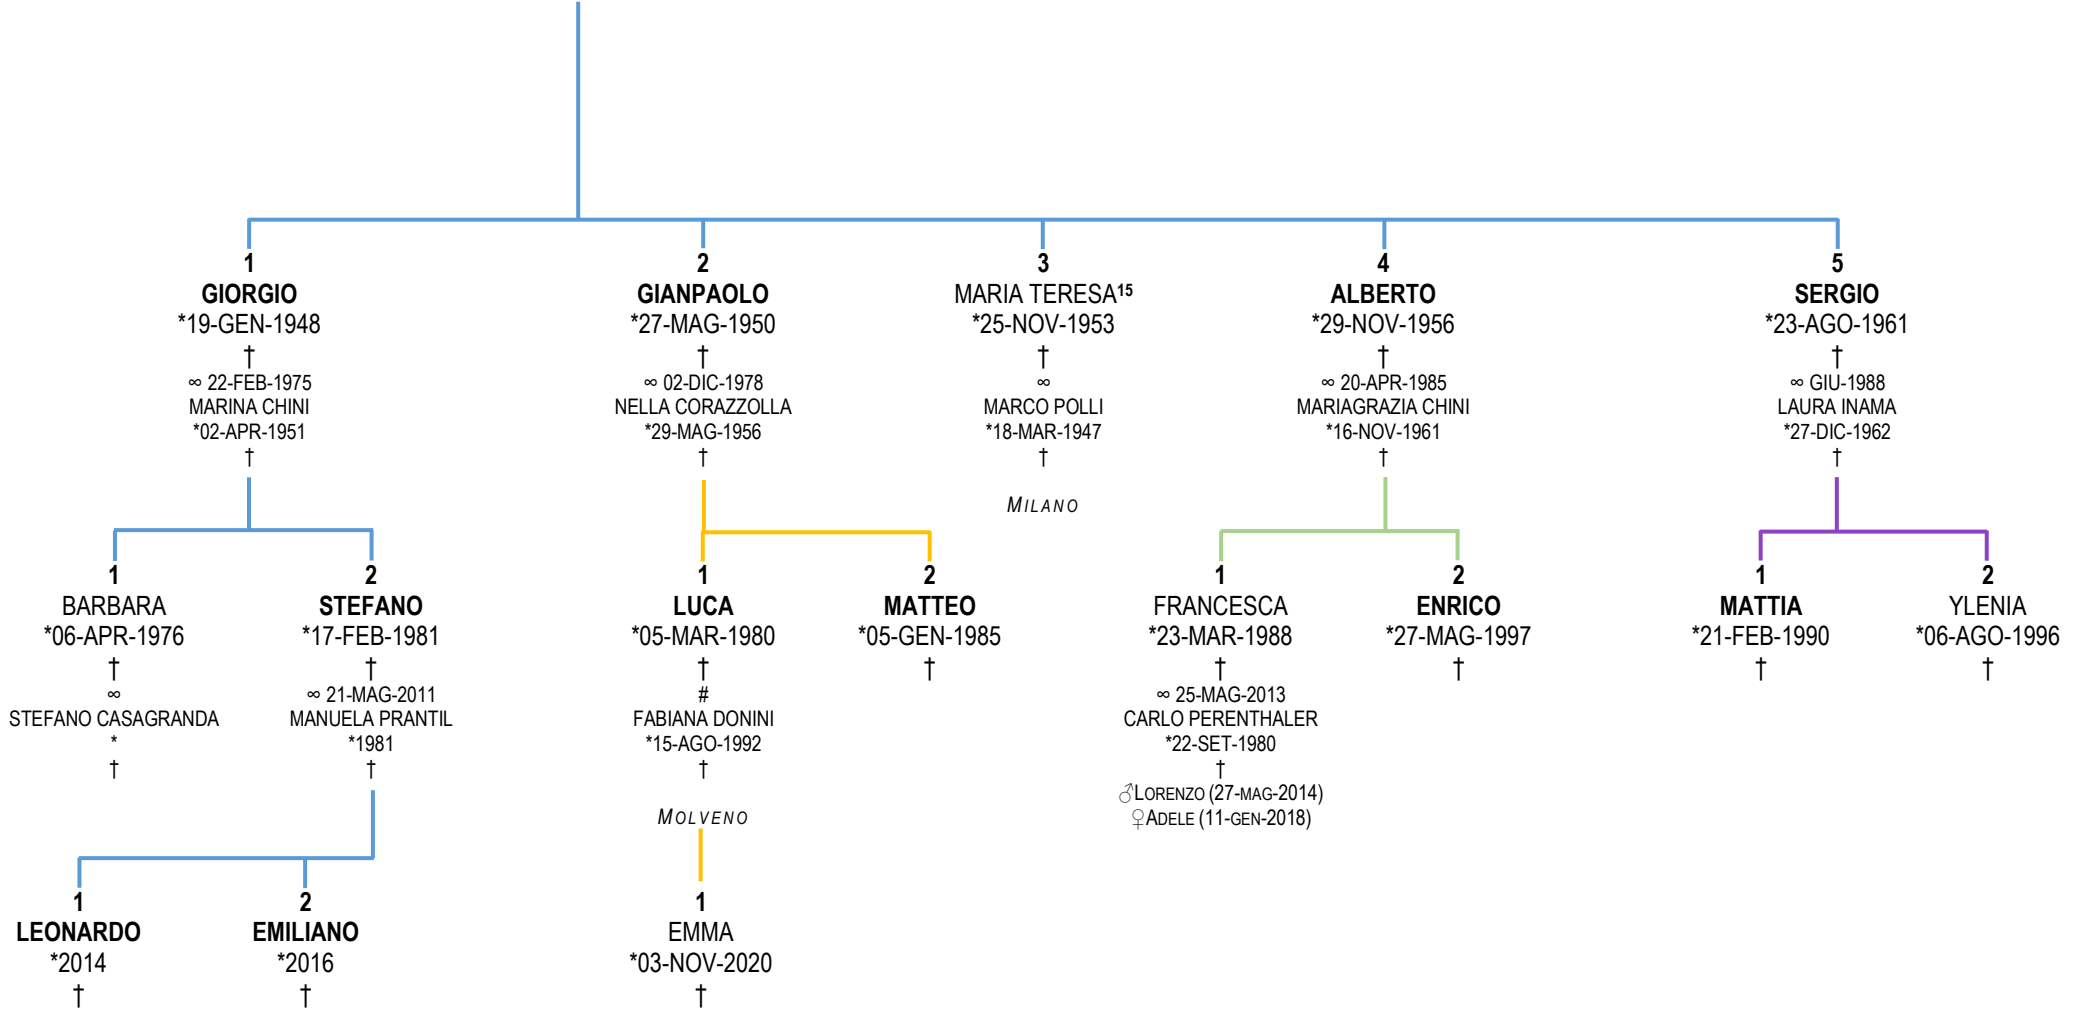 1
GIORGIO
*19-GEN-1948
†
∞ 22-FEB-1975
MARINA CHINI
*02-APR-1951
†
2
GIANPAOLO
*27-MAG-1950
†
∞ 02-DIC-1978
NELLA CORAZZOLLA
*29-MAG-1956
†
3
MARIA TERESA15
*25-NOV-1953
†
∞
MARCO POLLI
*18-MAR-1947
†
MILANO
4
ALBERTO
*29-NOV-1956
†
∞ 20-APR-1985
MARIAGRAZIA CHINI
*16-NOV-1961
†
5
SERGIO
*23-AGO-1961
†
∞ GIU-1988
LAURA INAMA
*27-DIC-1962
†
1
BARBARA
*06-APR-1976
†
∞
STEFANO CASAGRANDA
*
†
2
STEFANO
*17-FEB-1981
†
∞ 21-MAG-2011
MANUELA PRANTIL
*1981
†
1
LUCA
*05-MAR-1980
†
#
FABIANA DONINI
*15-AGO-1992
†
MOLVENO
2
MATTEO
*05-GEN-1985
†
1
FRANCESCA
*23-MAR-1988
†
∞ 25-MAG-2013
CARLO PERENTHALER
*22-SET-1980
†
♂LORENZO (27-MAG-2014)
♀ADELE (11-GEN-2018)
2
ENRICO
*27-MAG-1997
†
1
MATTIA
*21-FEB-1990
†
2
YLENIA
*06-AGO-1996
†
1
LEONARDO
*2014
†
2
EMILIANO
*2016
†
1
EMMA
*03-NOV-2020
†